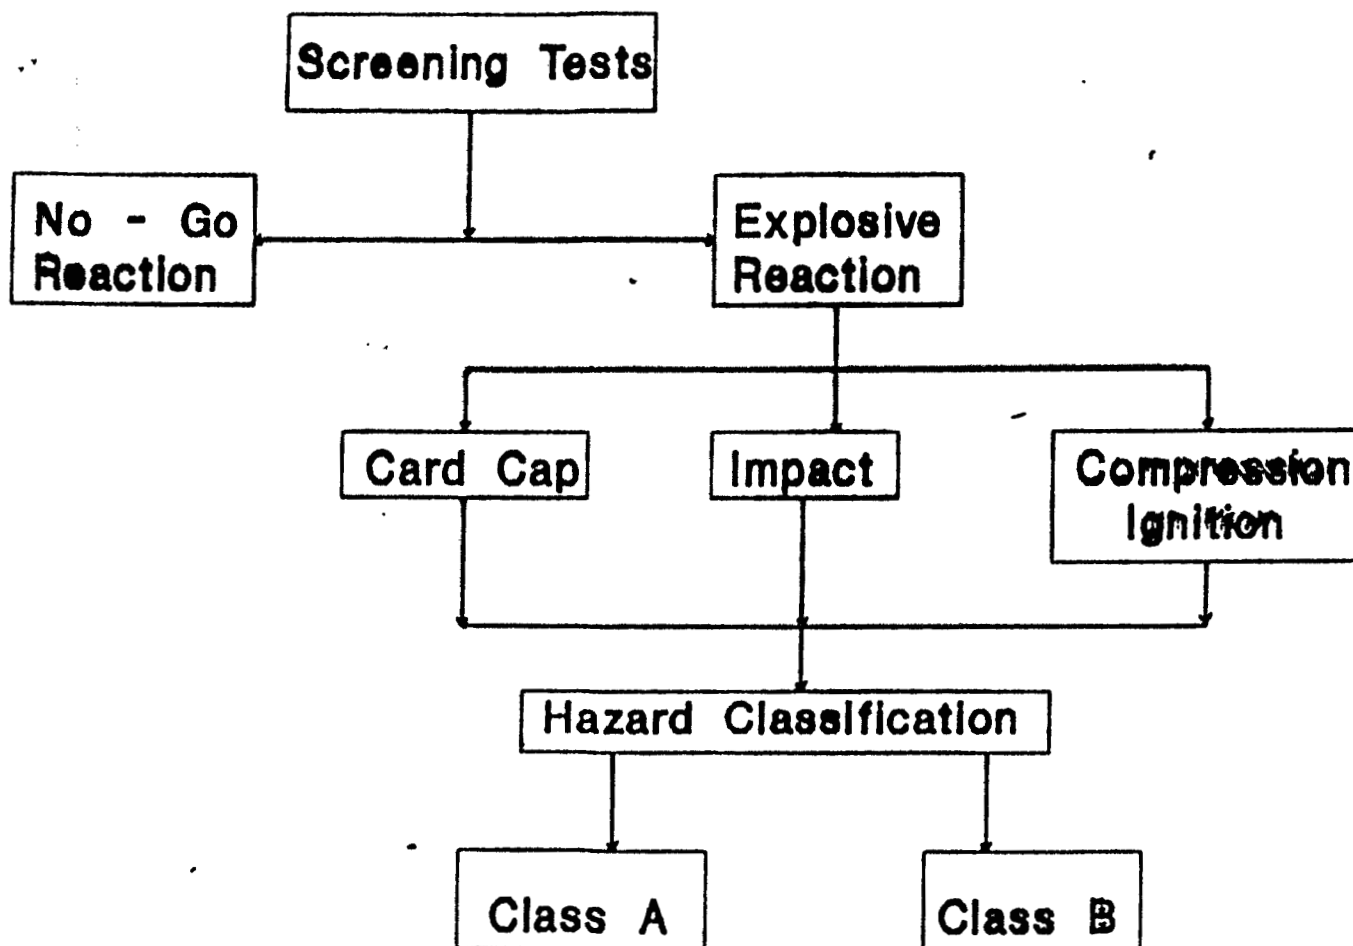 Screening Tests
No - Go
Reaction
Explosive
Reaction
Card Cap
Impact
Compression
Ignition
Hazard Classification
Class A
Class B